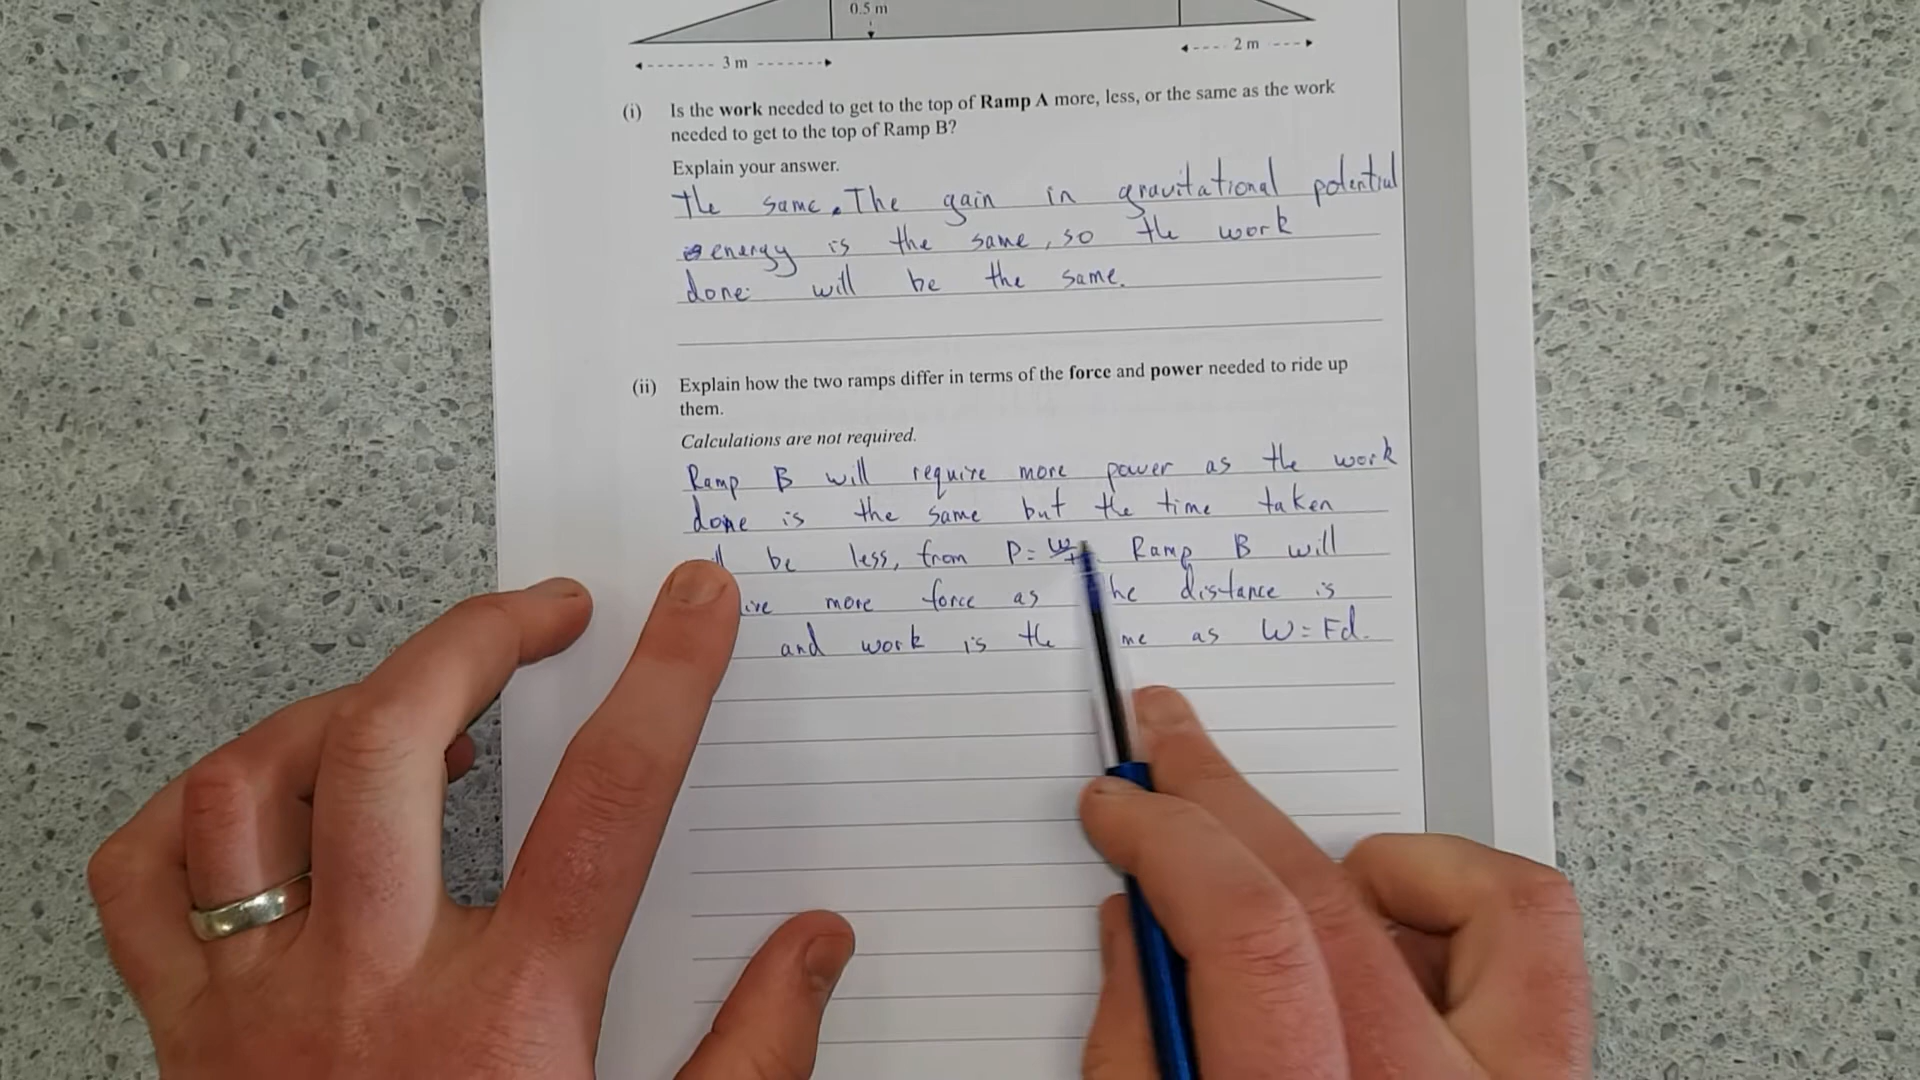 0.5 m
3 m
2 m
(i) Is the work needed to get to the top of Ramp A more, less, or the same as the work
needed to get to the top of Ramp B?
Explain your answer.
the same. The gain in gravitational potential
energy is the same, so the work
done will be the same.
(ii) Explain how the two ramps differ in terms of the force and power needed to ride up
them.
Calculations are not required.
Ramp B will require more power as the work
done is the same but the time taken
be less, from P= Ramp B will
more force as distance is
and work is the as W=Fd.